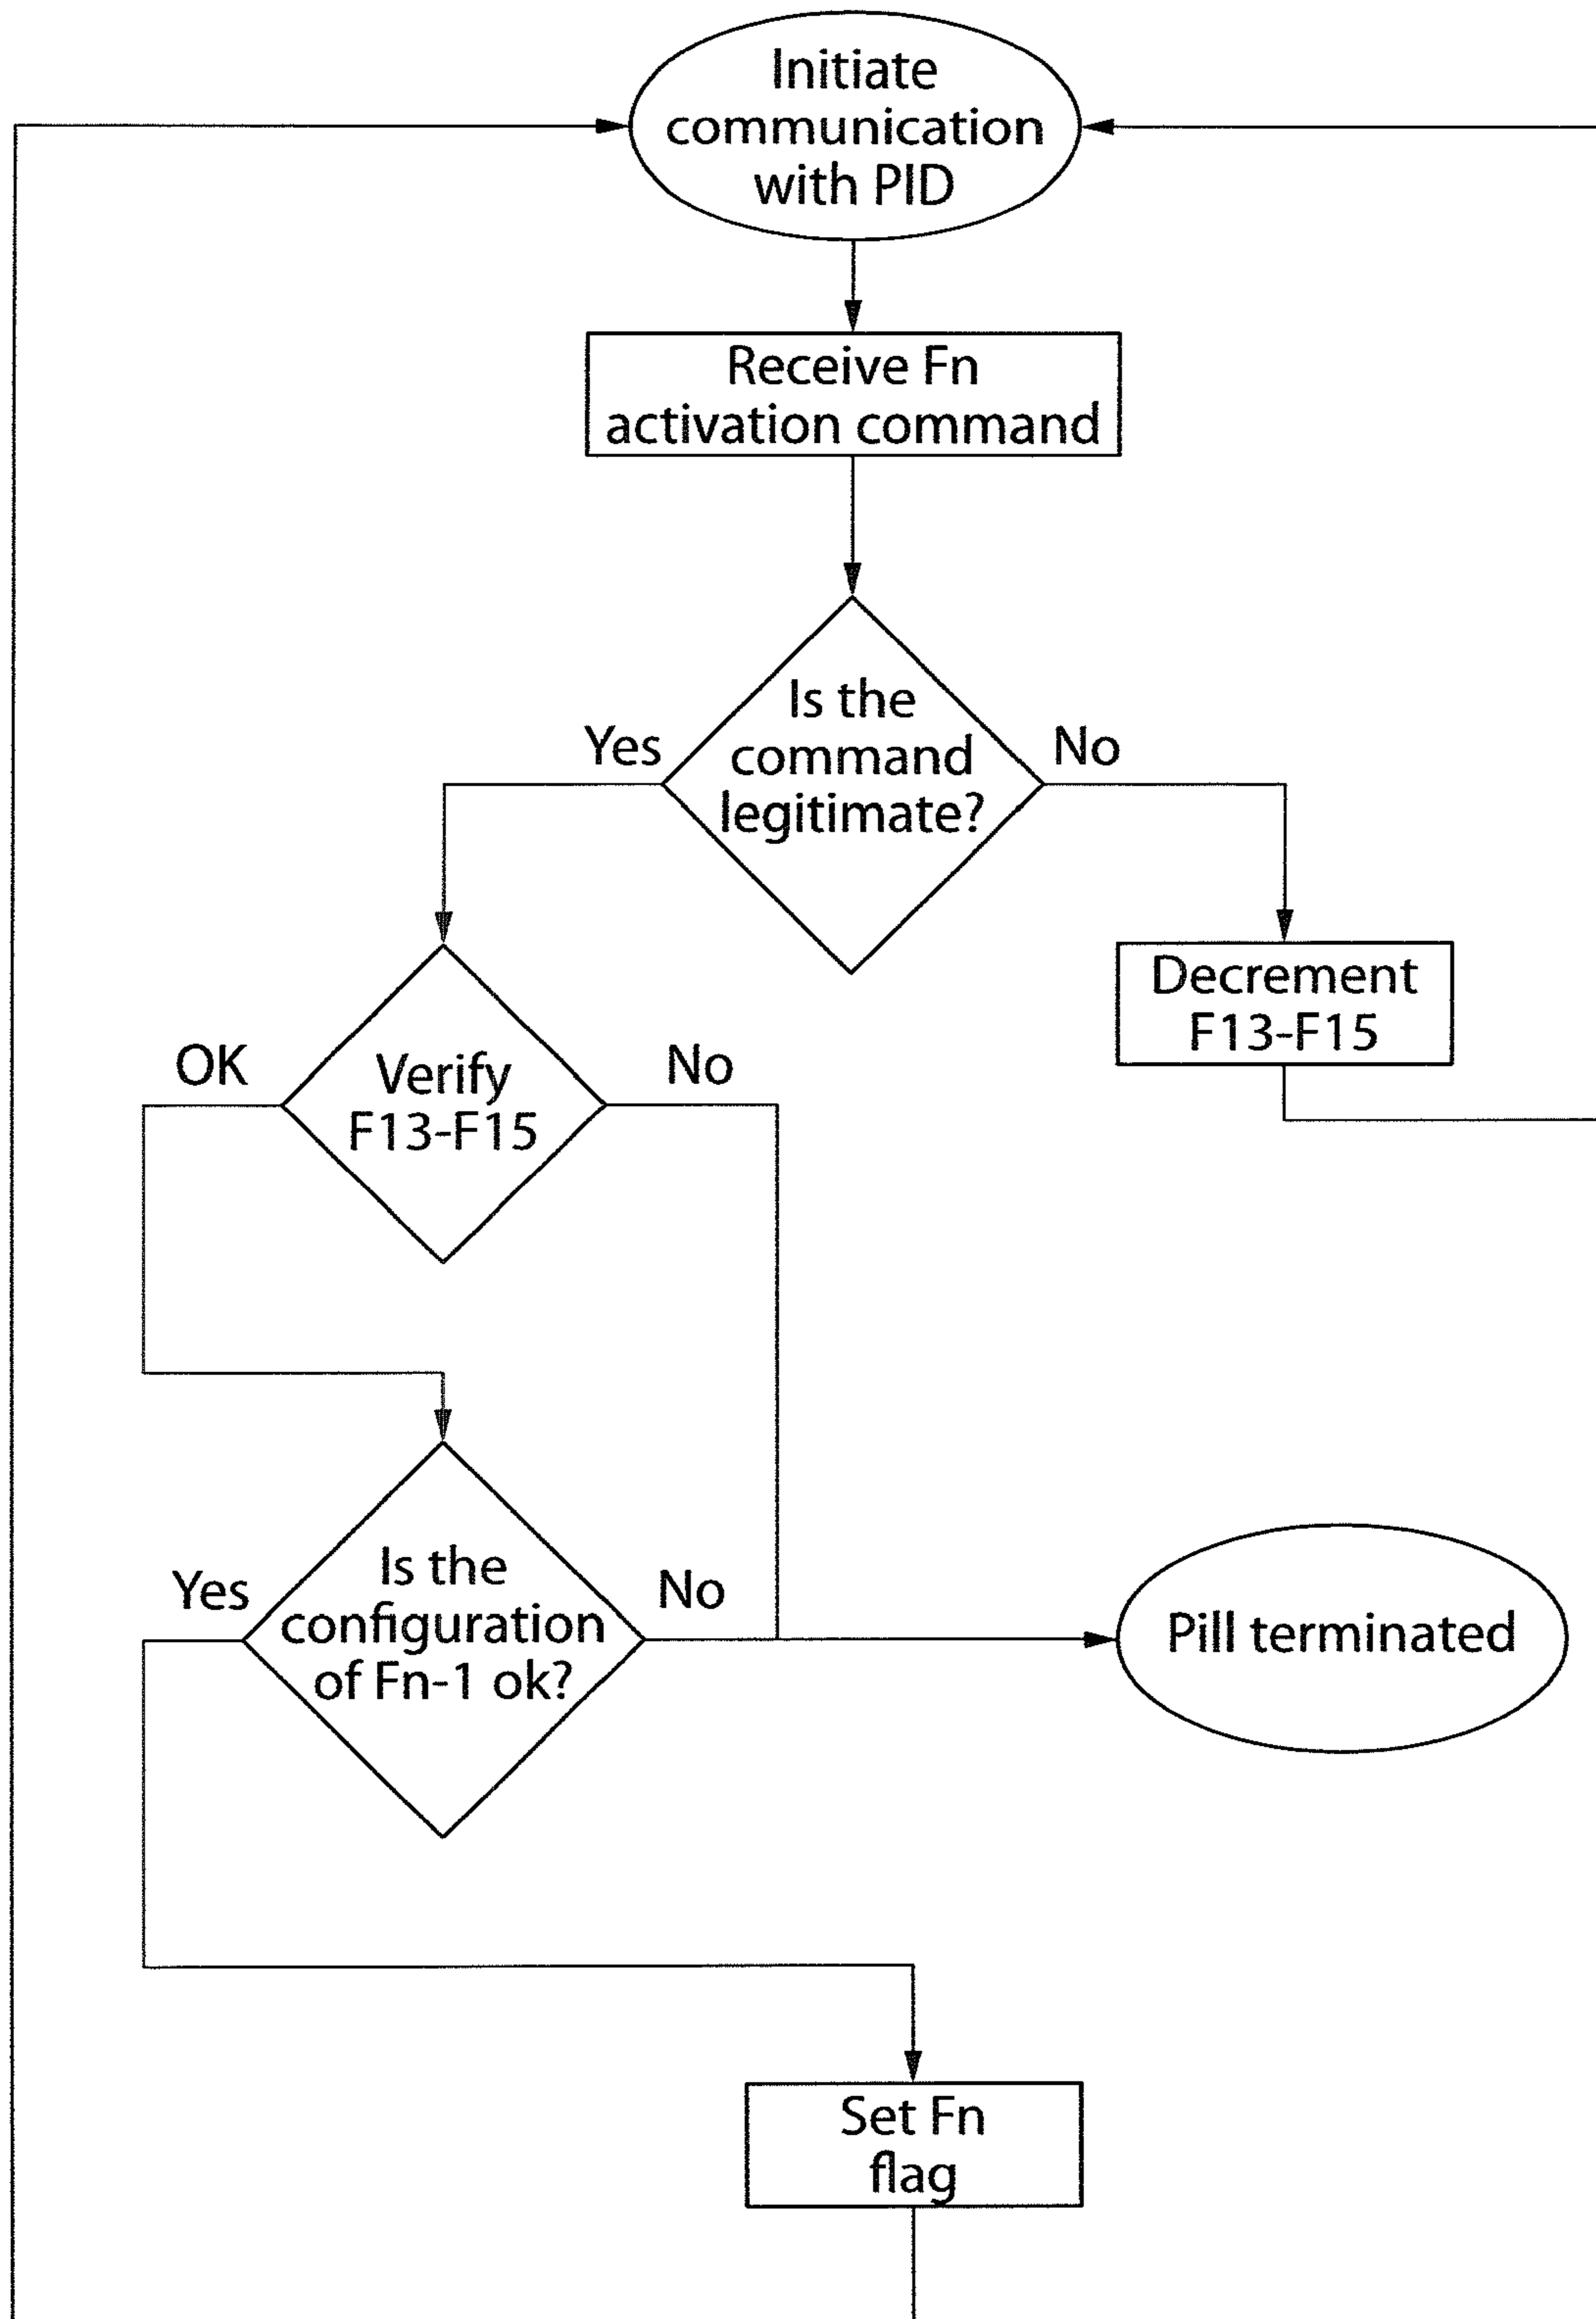 Initiate
communication
with PID
Receive Fn
activation command
Is the
command
legitimate?
Yes
No
Decrement
F13-F15
Verify
F13-F15
OK
No
Is the
configuration
of Fn-1 ok?
Yes
No
Pill terminated
Set Fn
flag